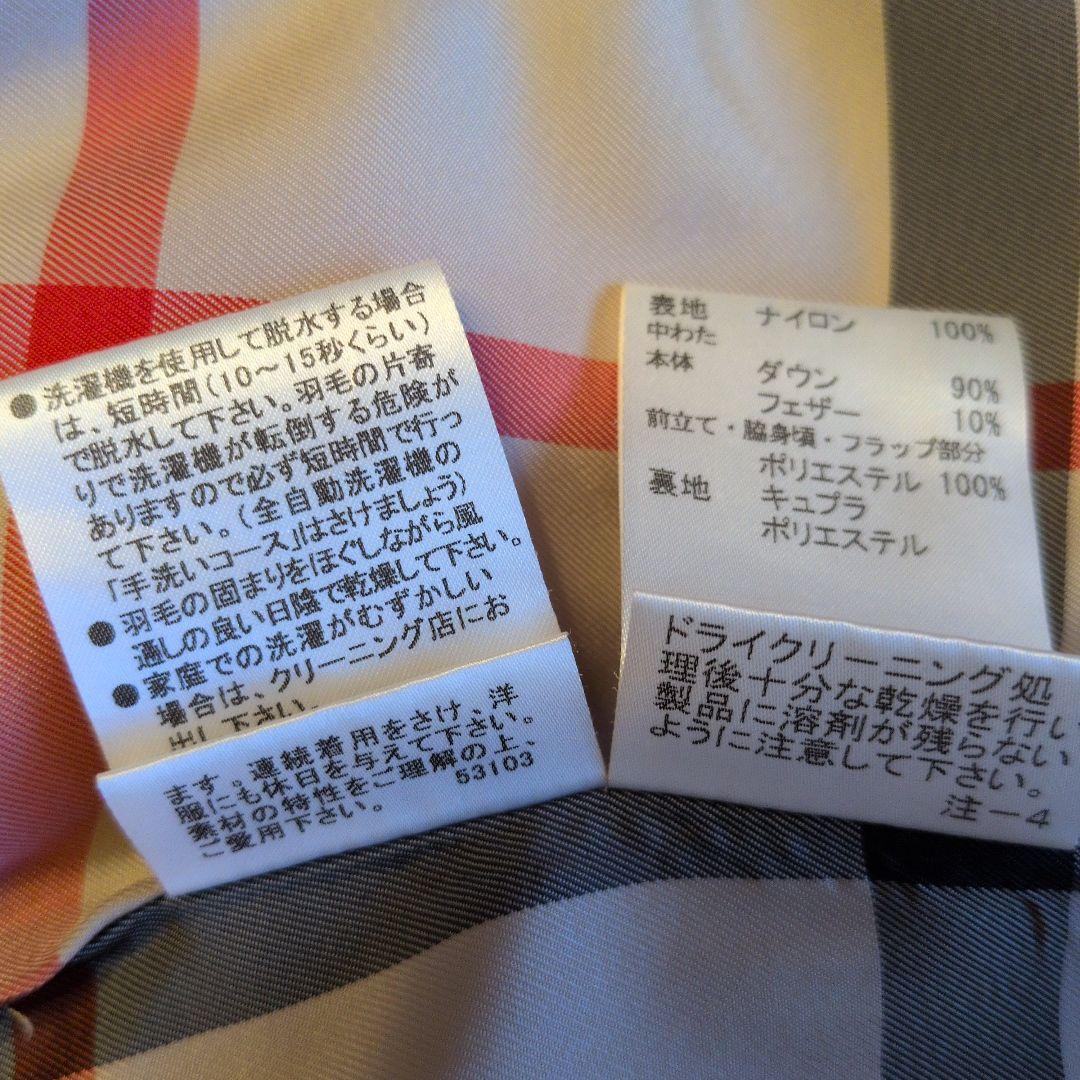 ●洗濯機を使用して脱水する場合
は、短時間(10～15秒くらい)
で脱水して下さい。羽毛の片寄
りで洗濯機が転倒する危険が
ありますので必ず短時間で行っ
て下さい。(全自動洗濯機の
「手洗いコース」はさけましょう)
●羽毛の固まりをほぐしながら風
通しの良い日陰で乾燥して下さい。
●家庭での洗濯がむずかしい
場合は、クリーニング店にお
出し下さい。
ます。連続着用をさけ、洋
服にも休日を与えて下さい。
素材の特性をご理解の上、
ご愛用下さい。 53103
表地 ナイロン 100%
中わた
本体 ダウン 90%
フェザー 10%
前立て・脇身頃・フラップ部分
ポリエステル 100%
裏地 キュプラ
ポリエステル
ドライクリーニング処
理後十分な乾燥を行い
製品に溶剤が残らない
ように注意して下さい。
注－4